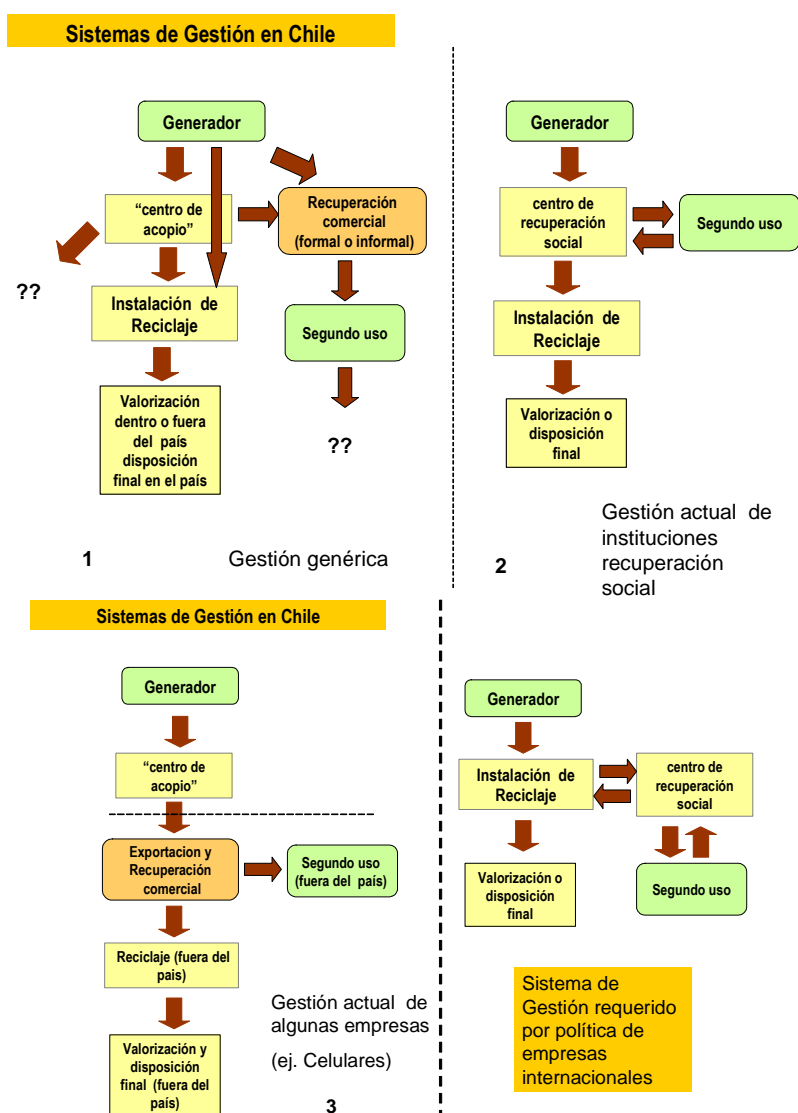 Sistemas de Gestión en Chile
Generador
“centro de
acopio”
Recuperación
comercial
(formal o informal)
??
Instalación de
Reciclaje
Segundo uso
Valorización
dentro o fuera
del país
disposición
final en el país
??
1
Gestión genérica
Generador
centro de
recuperación
social
Segundo uso
Instalación de
Reciclaje
Valorización o
disposición
final
2
Gestión actual de
instituciones
recuperación
social
Sistemas de Gestión en Chile
Generador
“centro de
acopio”
Exportacion y
Recuperación
comercial
Segundo uso
(fuera del país)
Reciclaje (fuera del
pais)
Valorización y
disposición
final (fuera del
país)
Gestión actual de
algunas empresas
(ej. Celulares)
3
Generador
Instalación de
Reciclaje
centro de
recuperación
social
Valorización o
disposición
final
Segundo uso
Sistema de
Gestión requerido
por política de
empresas
internacionales